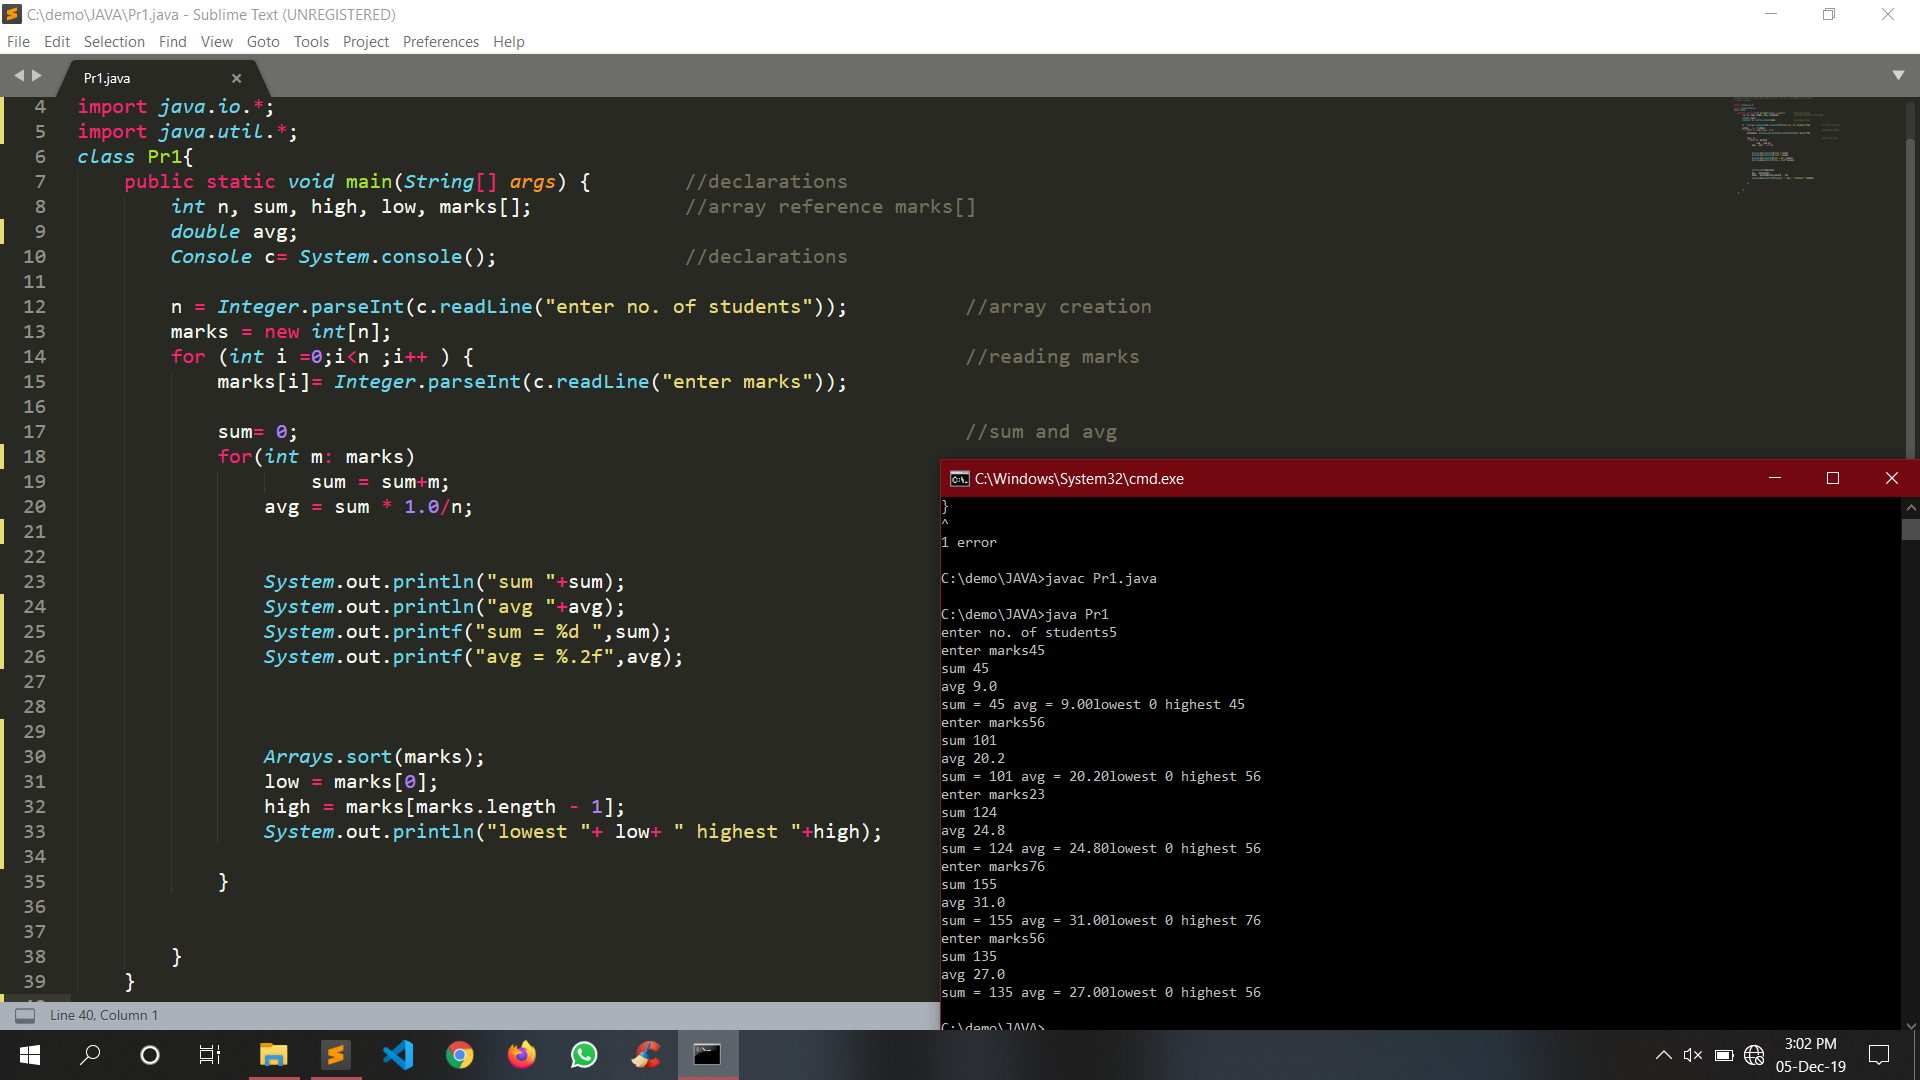 C:\demo\JAVA\Pr1.java - Sublime Text (UNREGISTERED)
File Edit Selection Find View Goto Tools Project Preferences Help
Pr1.java
4 import java.io.*;
5 import java.util.*;
6 class Pr1{
7 public static void main(String[] args) { //declarations
8 int n, sum, high, low, marks[]; //array reference marks[]
9 double avg;
10 Console c= System.console(); //declarations
11
12 n = Integer.parseInt(c.readLine("enter no. of students")); //array creation
13 marks = new int[n];
14 for (int i =0;i<n ;i++ ) { //reading marks
15 marks[i]= Integer.parseInt(c.readLine("enter marks"));
16
17 sum= 0; //sum and avg
18 for(int m: marks)
19 sum = sum+m;
20 avg = sum * 1.0/n;
21
22
23 System.out.println("sum "+sum);
24 System.out.println("avg "+avg);
25 System.out.printf("sum = %d ",sum);
26 System.out.printf("avg = %.2f",avg);
27
28
29
30 Arrays.sort(marks);
31 low = marks[0];
32 high = marks[marks.length - 1];
33 System.out.println("lowest "+ low+ " highest "+high);
34
35 }
36
37
38 }
39 }
Line 40, Column 1
C:\Windows\System32\cmd.exe
}
^
1 error
C:\demo\JAVA>javac Pr1.java
C:\demo\JAVA>java Pr1
enter no. of students5
enter marks45
sum 45
avg 9.0
sum = 45 avg = 9.00lowest 0 highest 45
enter marks56
sum 101
avg 20.2
sum = 101 avg = 20.20lowest 0 highest 56
enter marks23
sum 124
avg 24.8
sum = 124 avg = 24.80lowest 0 highest 56
enter marks76
sum 155
avg 31.0
sum = 155 avg = 31.00lowest 0 highest 76
enter marks56
sum 135
avg 27.0
sum = 135 avg = 27.00lowest 0 highest 56
C:\demo\JAVA>
3:02 PM
05-Dec-19